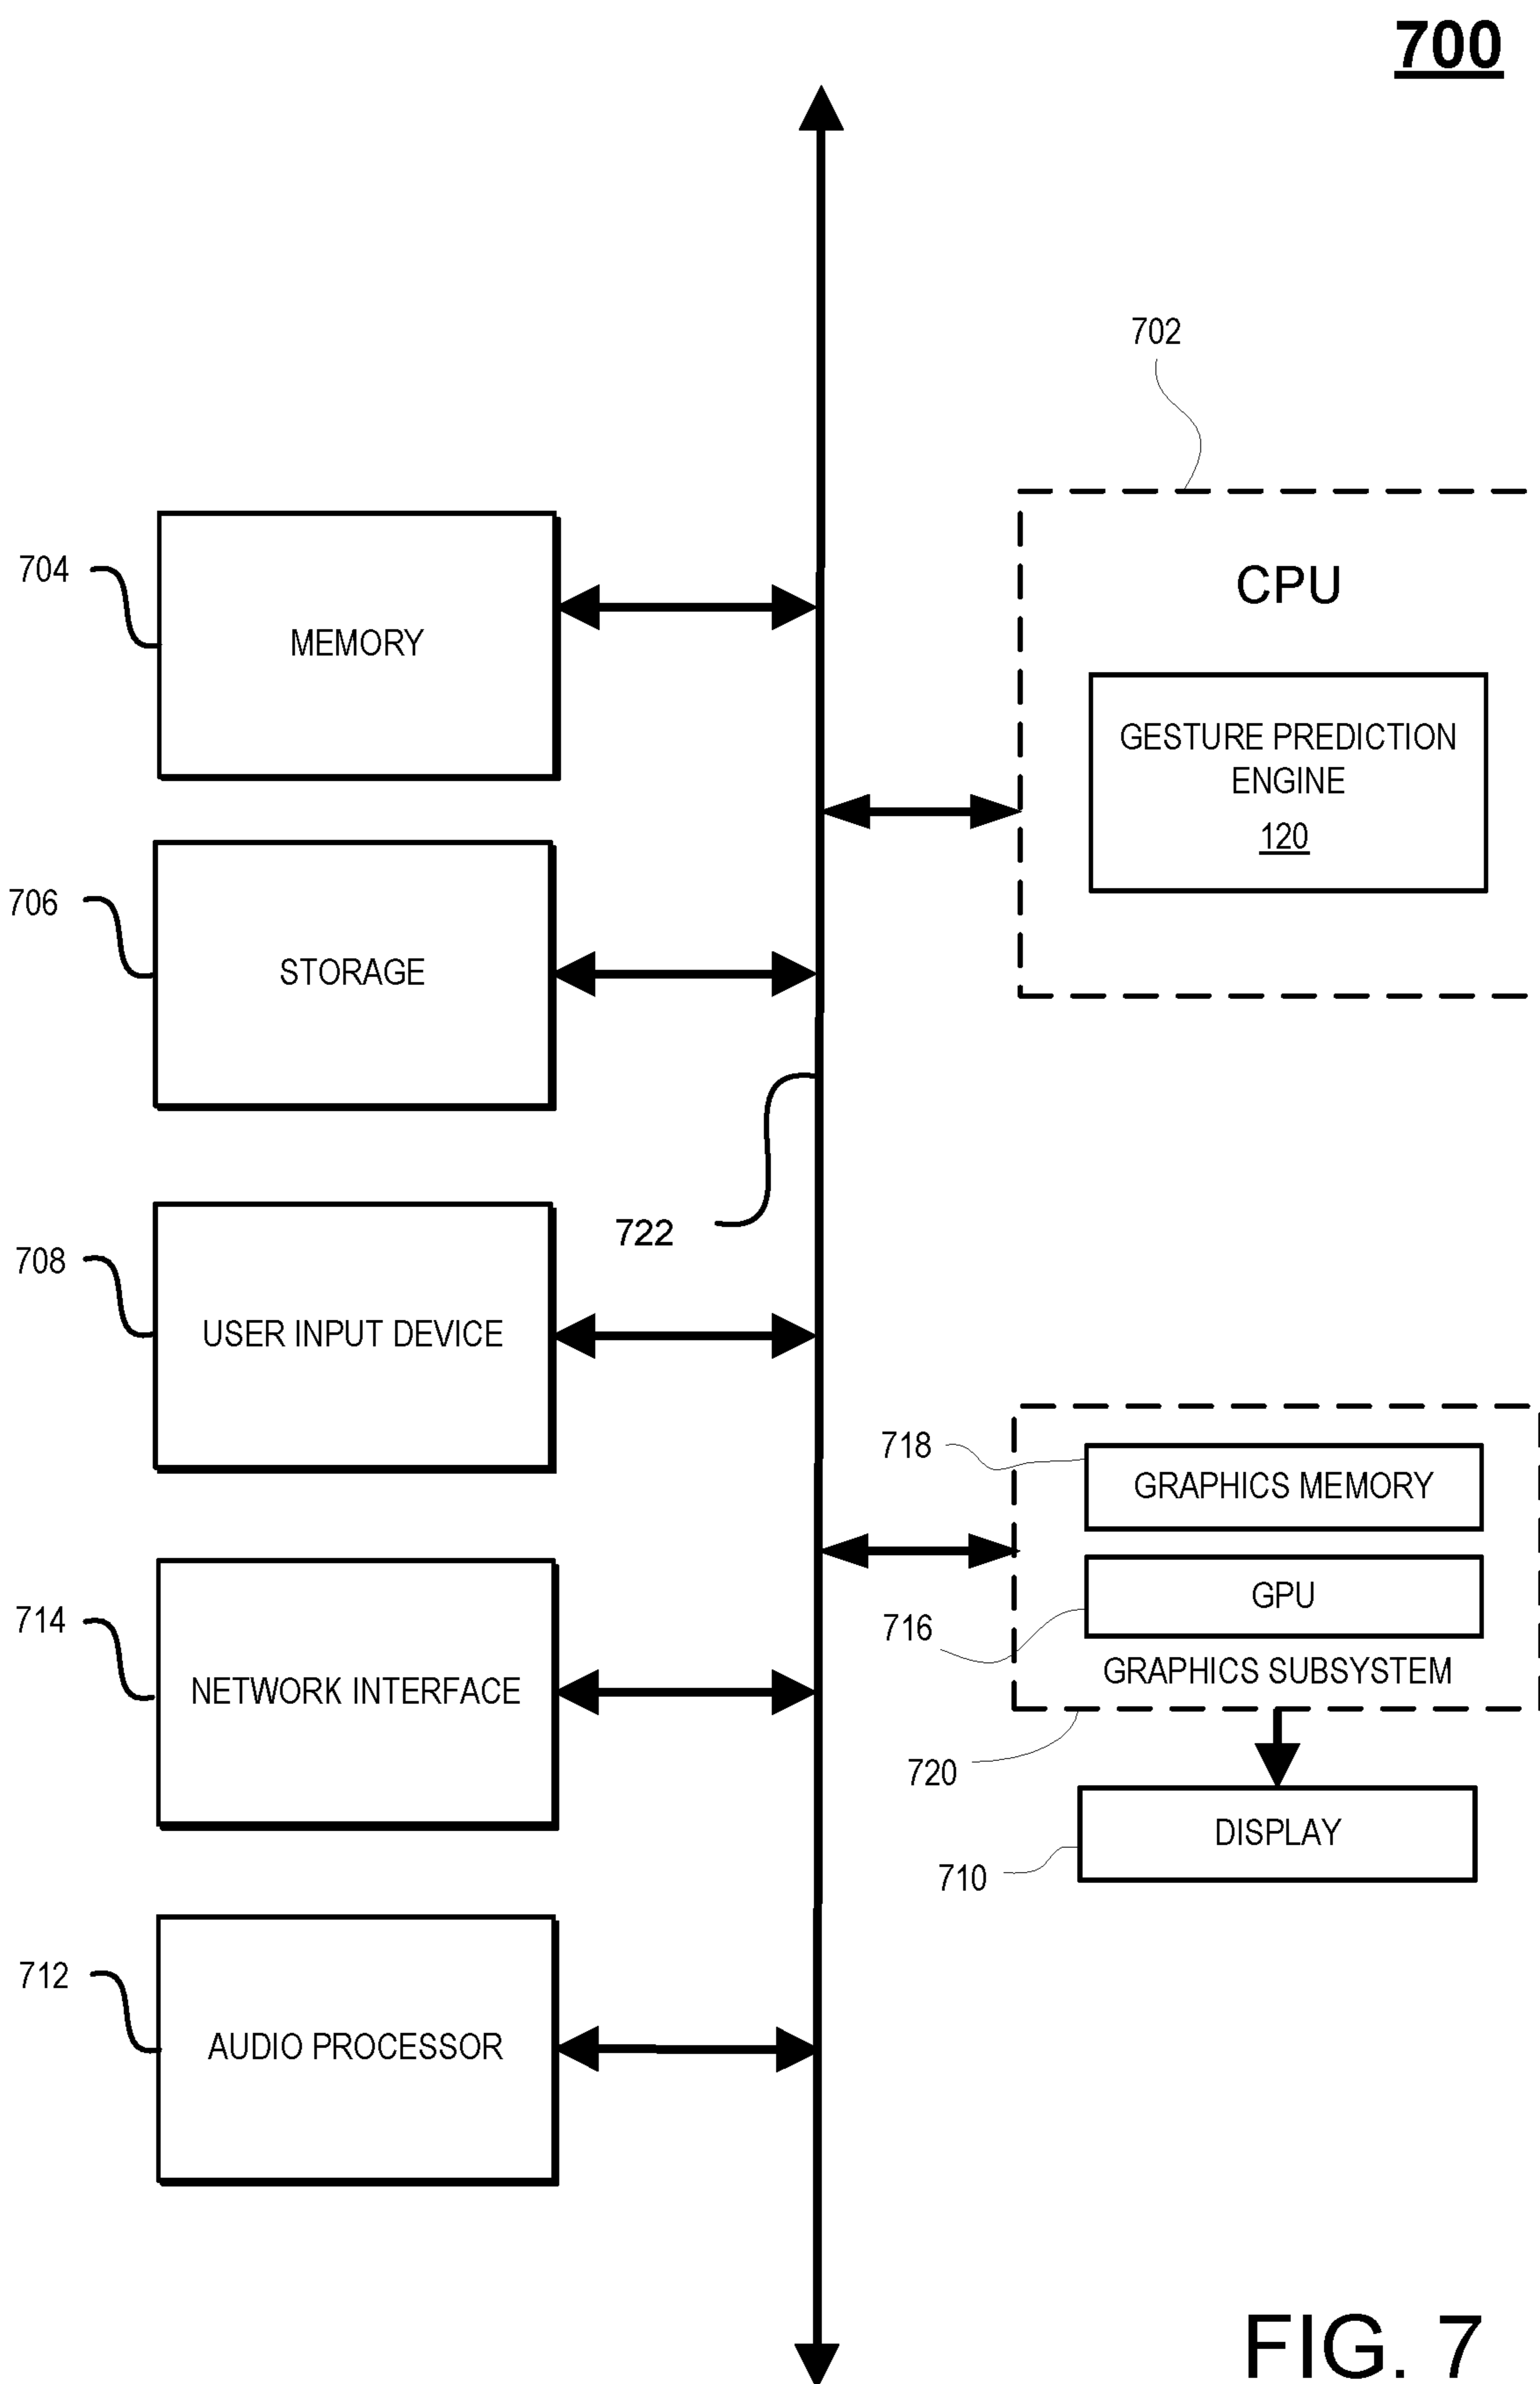 700
702
CPU
704
MEMORY
GESTURE PREDICTION
ENGINE
120
706
STORAGE
722
708
USER INPUT DEVICE
718
GRAPHICS MEMORY
GPU
716
714
NETWORK INTERFACE
GRAPHICS SUBSYSTEM
720
DISPLAY
710
712
AUDIO PROCESSOR
FIG. 7